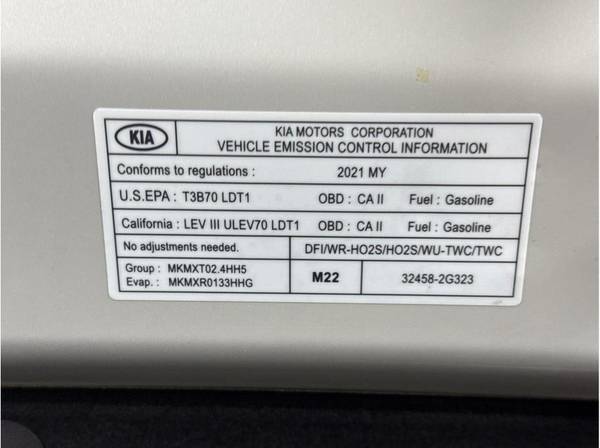 KIA
KIA MOTORS CORPORATION
VEHICLE EMISSION CONTROL INFORMATION
Conforms to regulations : 2021 MY
U.S.EPA : T3B70 LDT1 OBD : CA II Fuel : Gasoline
California : LEV III ULEV70 LDT1 OBD : CA II Fuel : Gasoline
No adjustments needed. DFI/WR-HO2S/HO2S/WU-TWC/TWC
Group : MKMXT02.4HH5
Evap. : MKMXR0133HHG
M22 32458-2G323